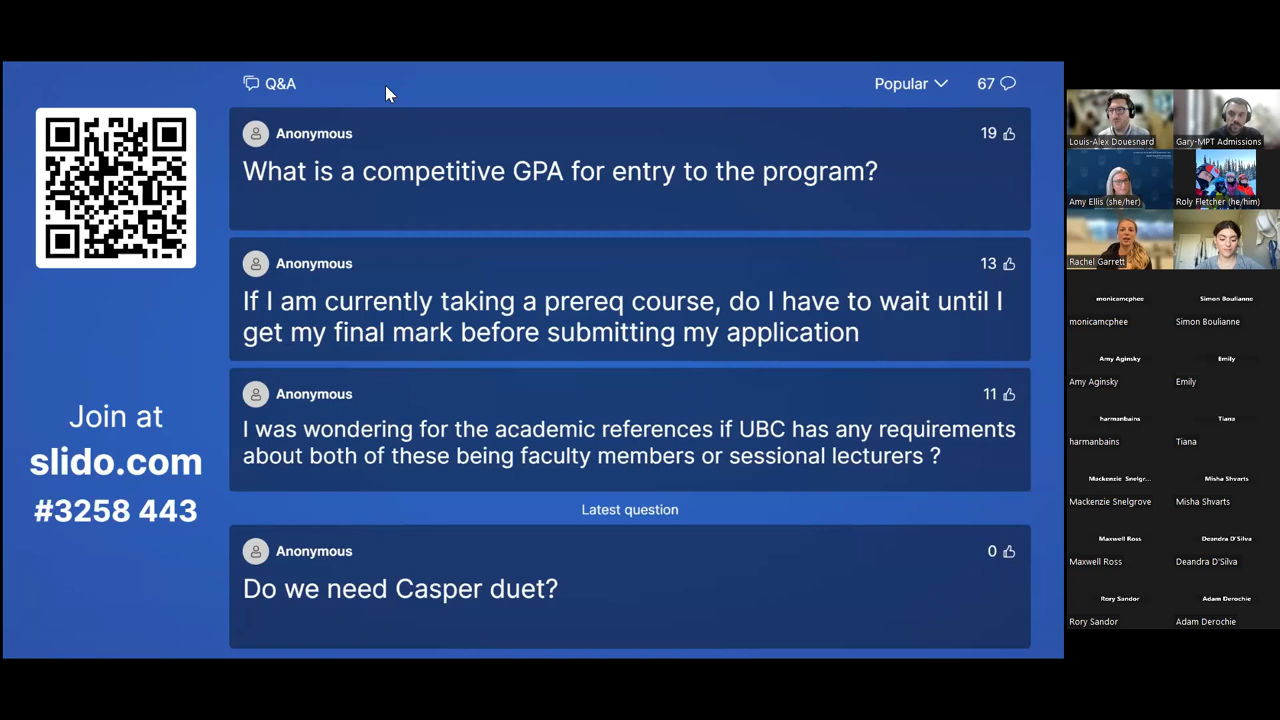 Q&A
Popular
67
Anonymous
19
What is a competitive GPA for entry to the program?
Anonymous
13
If I am currently taking a prereq course, do I have to wait until I
get my final mark before submitting my application
Anonymous
11
I was wondering for the academic references if UBC has any requirements
about both of these being faculty members or sessional lecturers ?
Latest question
Anonymous
0
Do we need Casper duet?
Join at
slido.com
#3258 443
Louis-Alex Douesnard
Gary-MPT Admissions
Amy Ellis (she/her)
Roly Fletcher (he/him)
Rachel Garrett
monicamcphee
Simon Boulianne
monicamcphee
Simon Boulianne
Amy Aginsky
Emily
Amy Aginsky
Emily
harmanbains
Tiana
harmanbains
Tiana
Mackenzie Snelgr...
Misha Shvarts
Mackenzie Snelgrove
Misha Shvarts
Maxwell Ross
Deandra D'Silva
Maxwell Ross
Deandra D'Silva
Rory Sandor
Adam Derochie
Rory Sandor
Adam Derochie